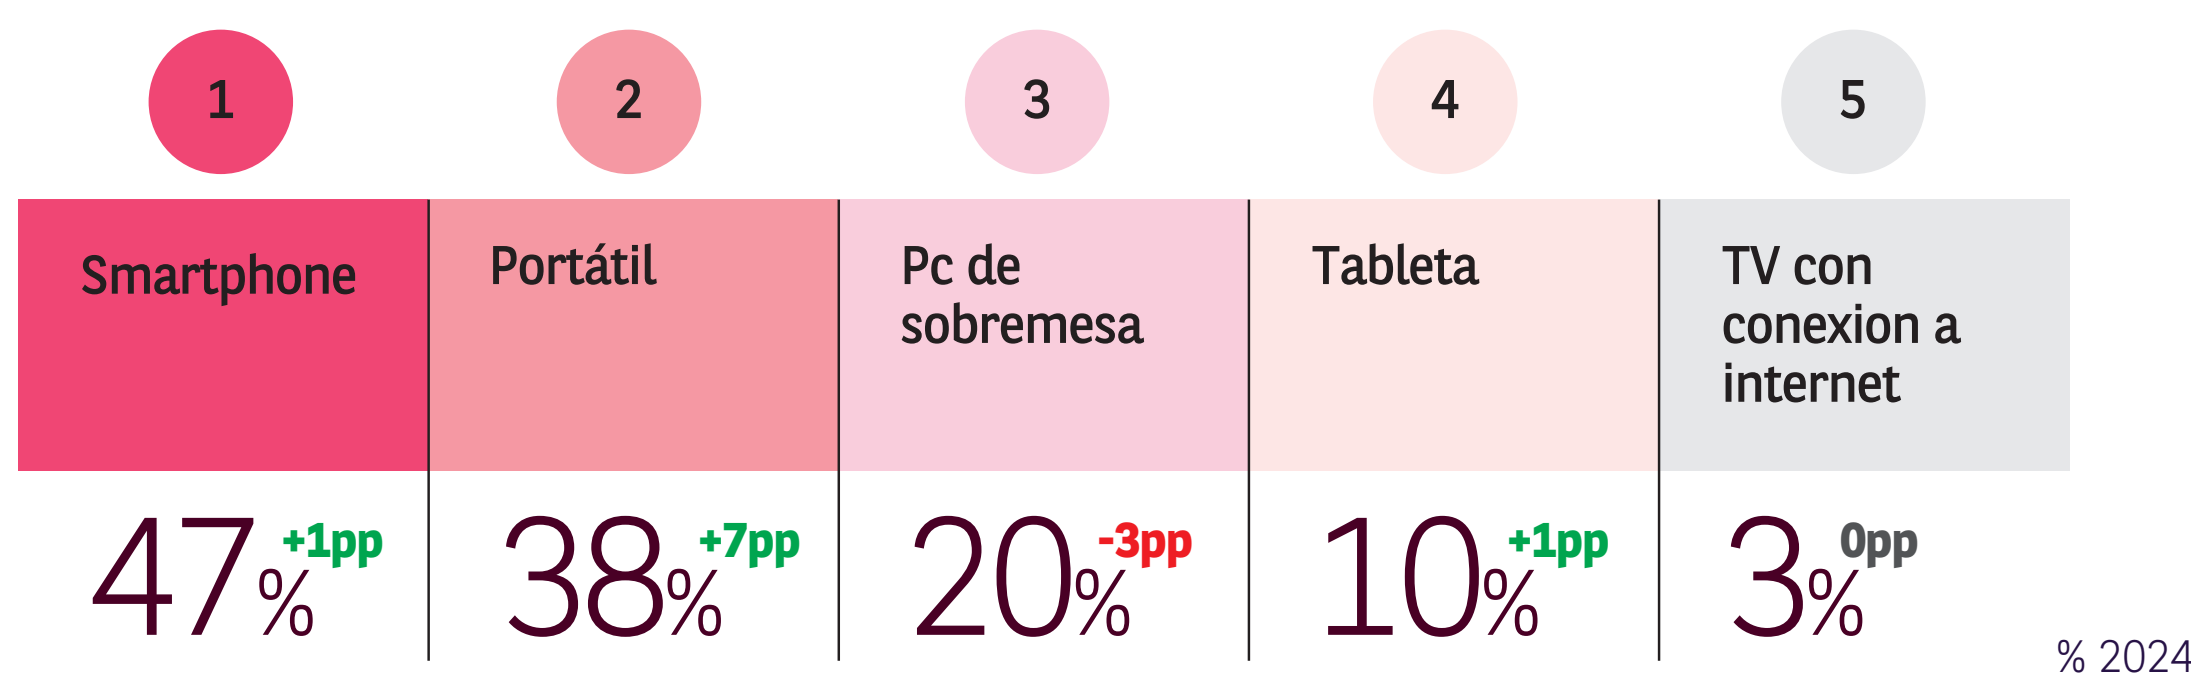 1
2
3
4
5
Smartphone
Portátil
Pc de
sobremesa
Tableta
TV con
conexion a
internet
47% +1pp
38% +7pp
20% -3pp
10% +1pp
3% 0pp
% 2024